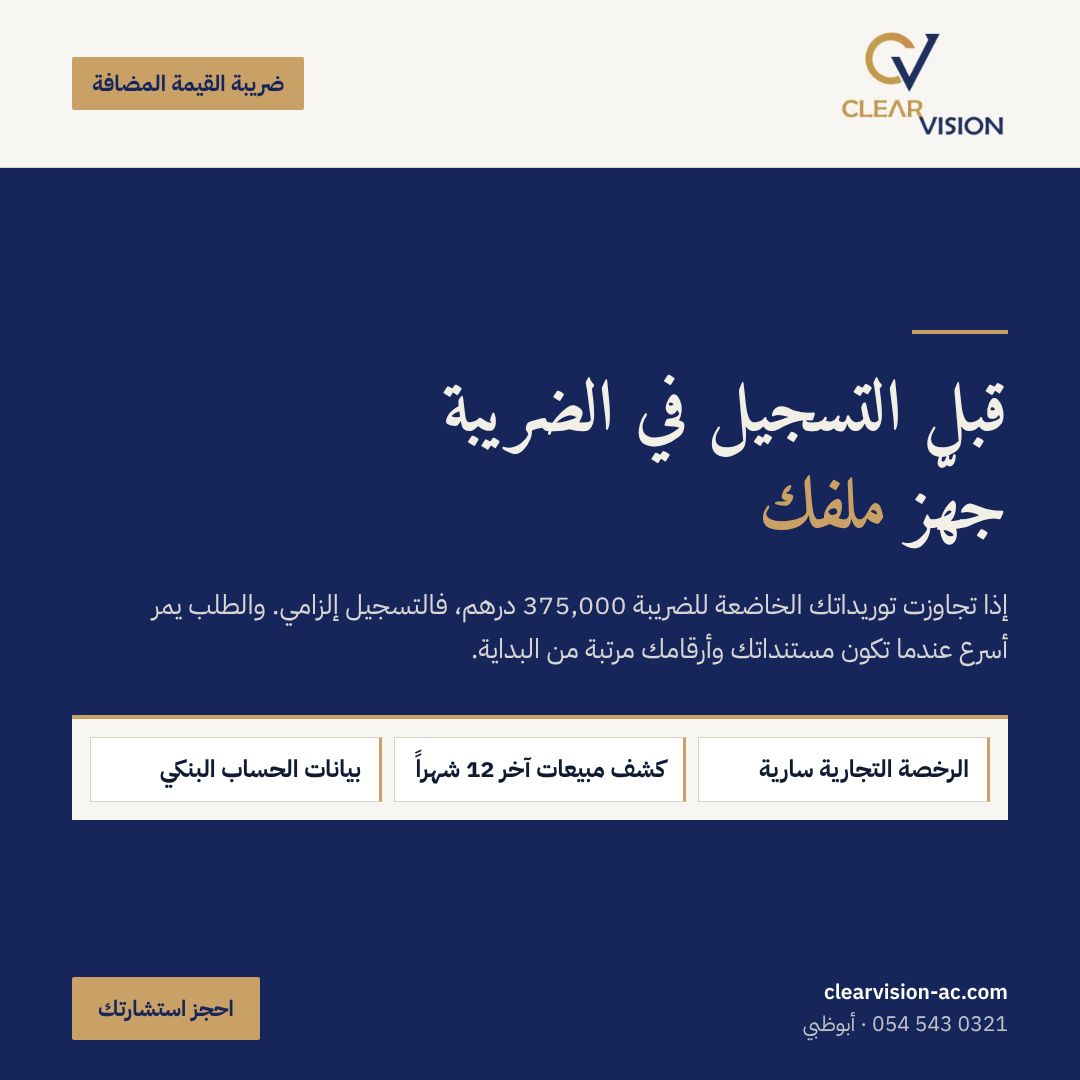 CLEAR
VISION
ضريبة القيمة المضافة
قبل التسجيل في الضريبة
جهّز ملفك
إذا تجاوزت توريداتك الخاضعة للضريبة 375,000 درهم، فالتسجيل إلزامي. والطلب يمر
أسرع عندما تكون مستنداتك وأرقامك مرتبة من البداية.
الرخصة التجارية سارية
كشف مبيعات آخر 12 شهراً
بيانات الحساب البنكي
clearvision-ac.com
054 543 0321 · أبوظبي
احجز استشارتك